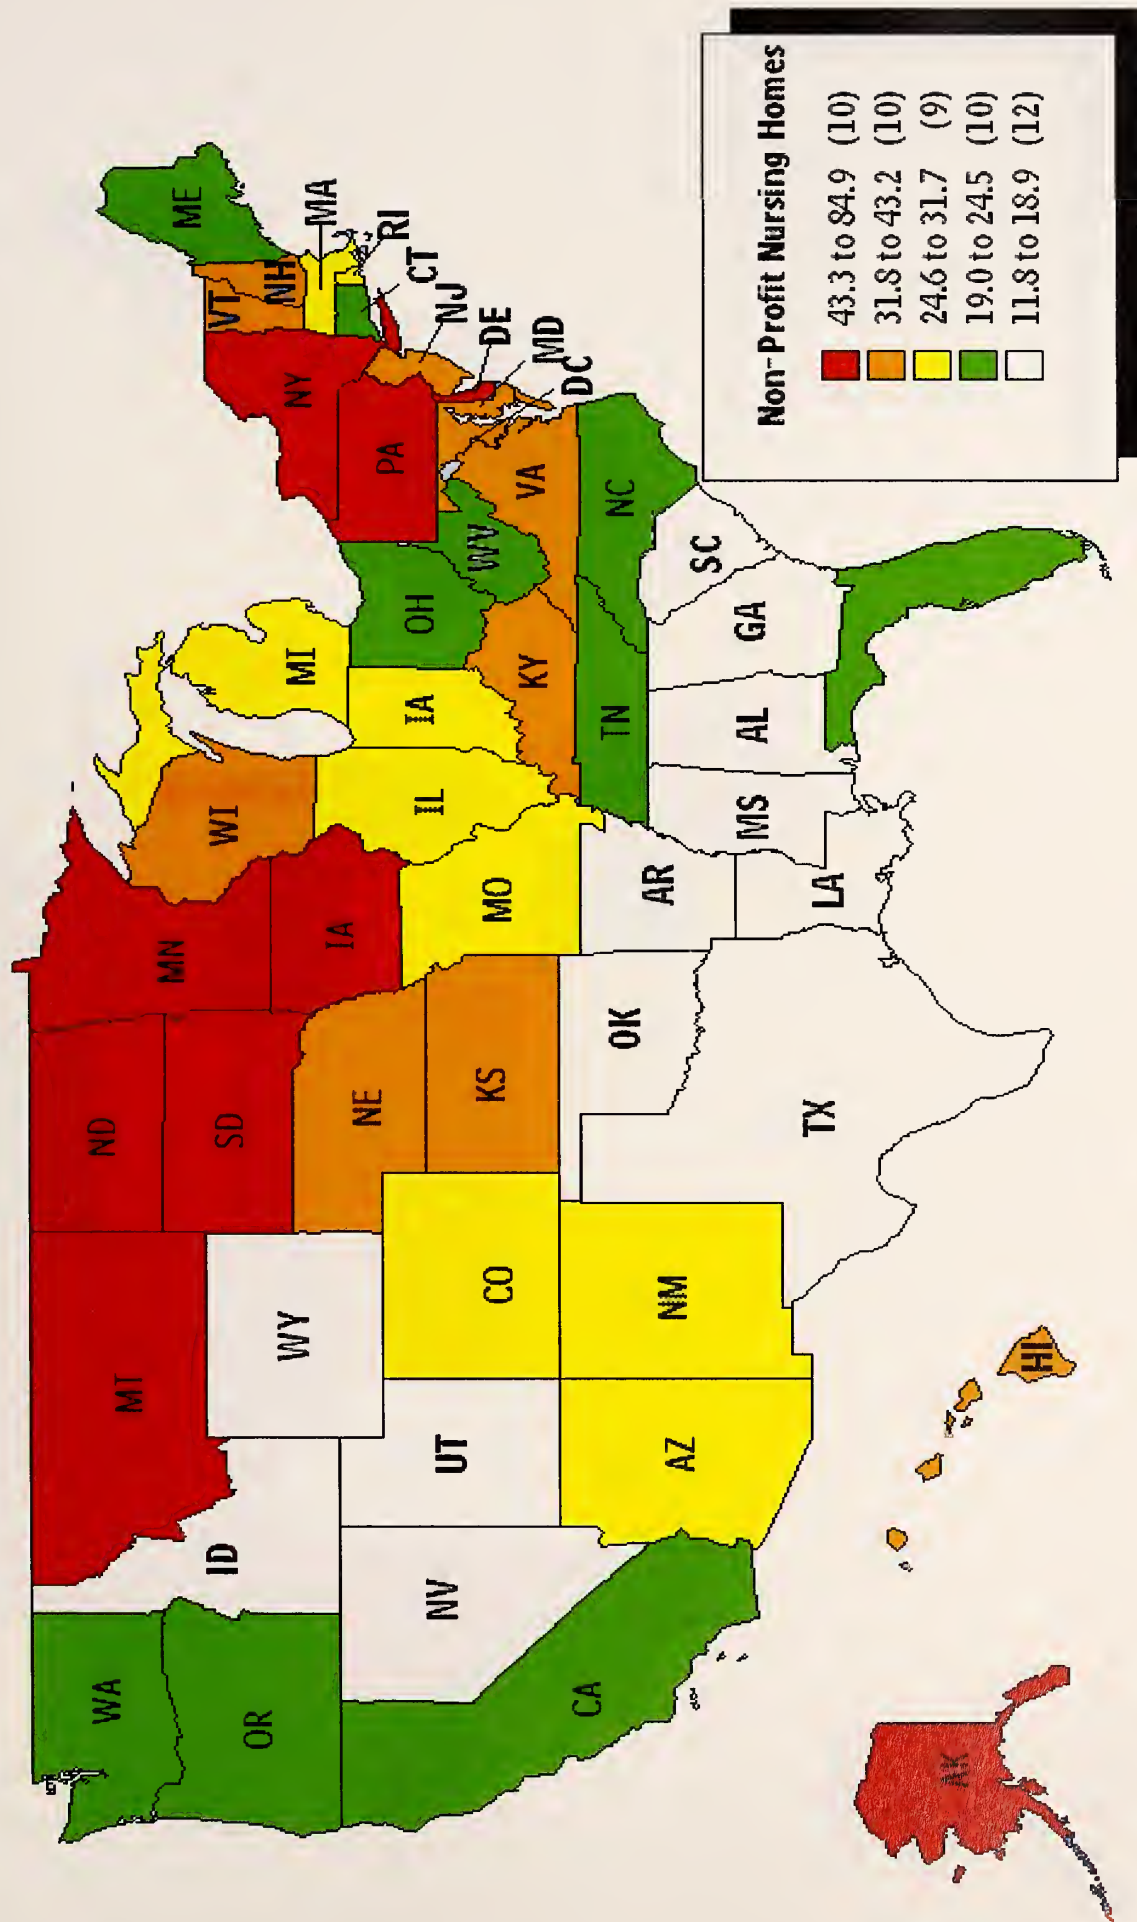 WA
OR
CA
NV
ID
MT
WY
UT
AZ
CO
NM
ND
SD
NE
KS
OK
TX
MN
IA
MO
AR
LA
WI
IL
MS
MI
IA
KY
TN
AL
OH
WV
VA
NC
SC
GA
PA
NY
VT
NH
ME
MA
RI
CT
NJ
DE
MD
DC
AK
HI
Non-Profit Nursing Homes
43.3 to 84.9 (10)
31.8 to 43.2 (10)
24.6 to 31.7 (9)
19.0 to 24.5 (10)
11.8 to 18.9 (12)